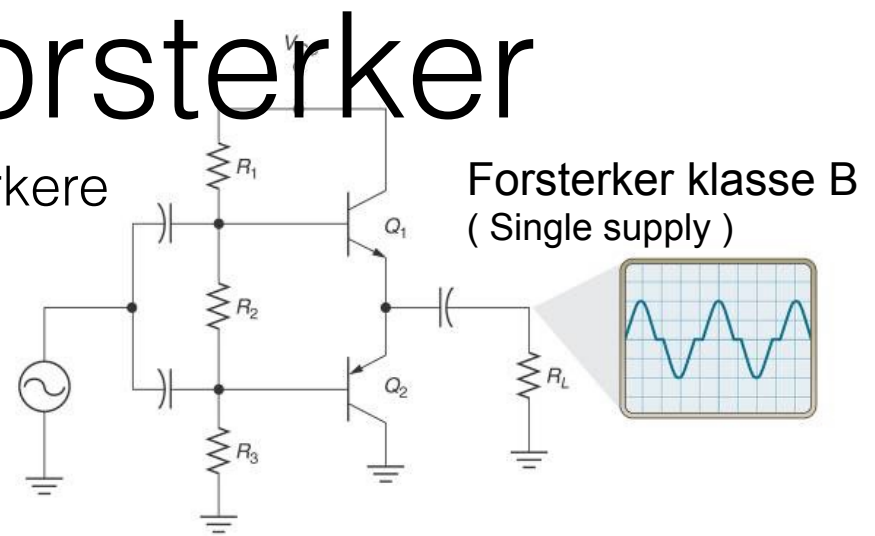 orsterker
rkere
Forsterker klasse B
( Single supply )
R1
Q1
R2
Q2
RL
R3